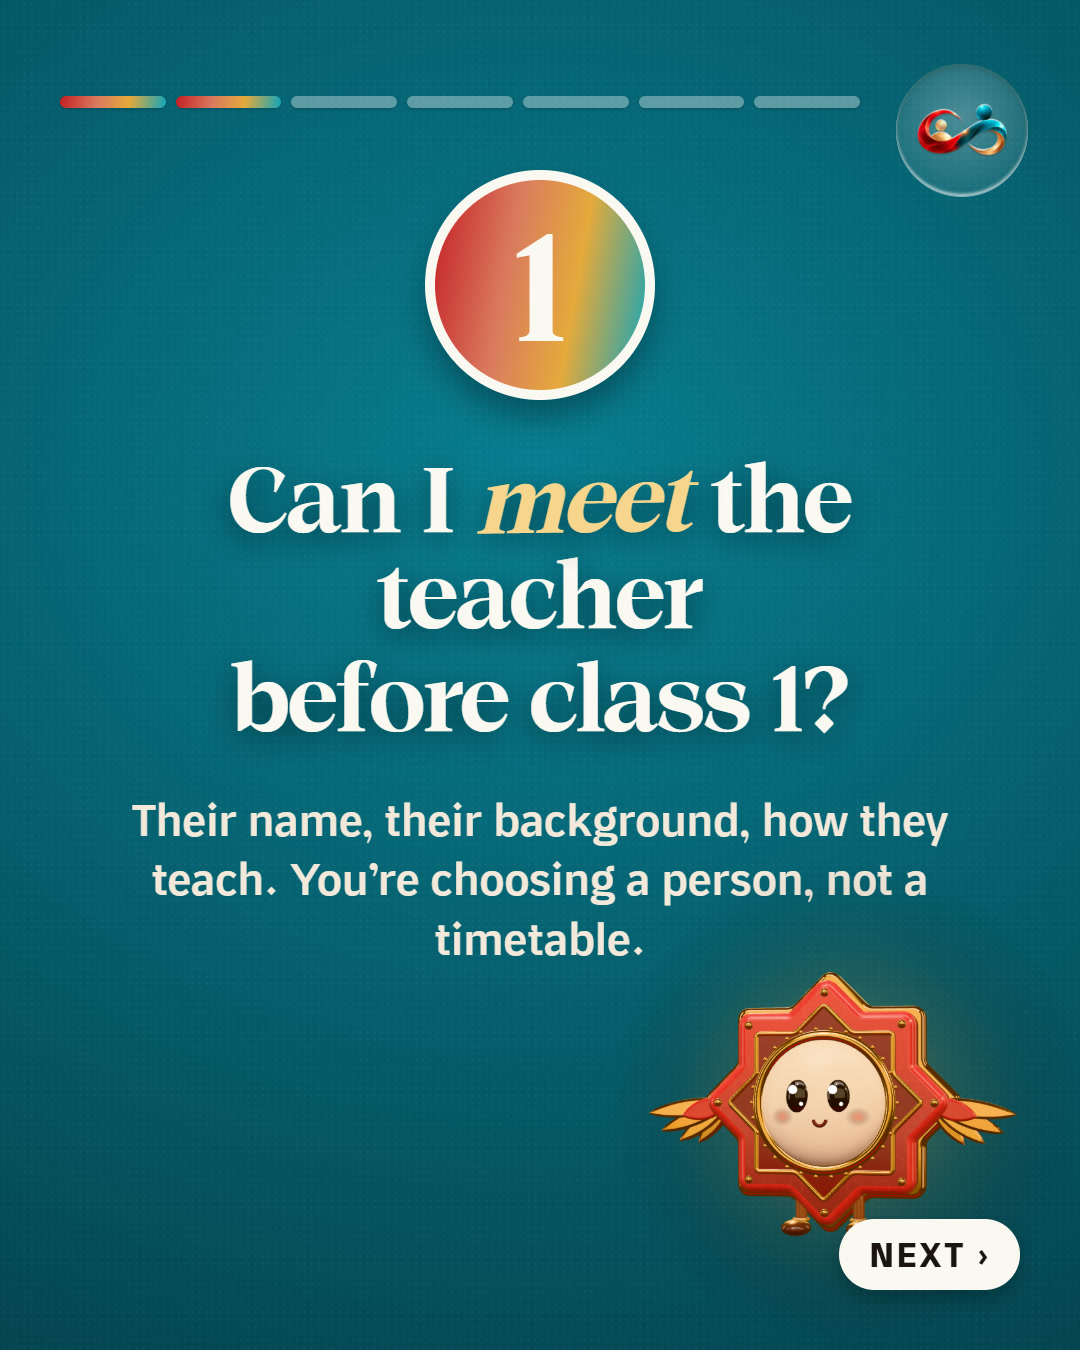 1
Can I meet the
teacher
before class 1?
Their name, their background, how they
teach. You’re choosing a person, not a
timetable.
NEXT ›